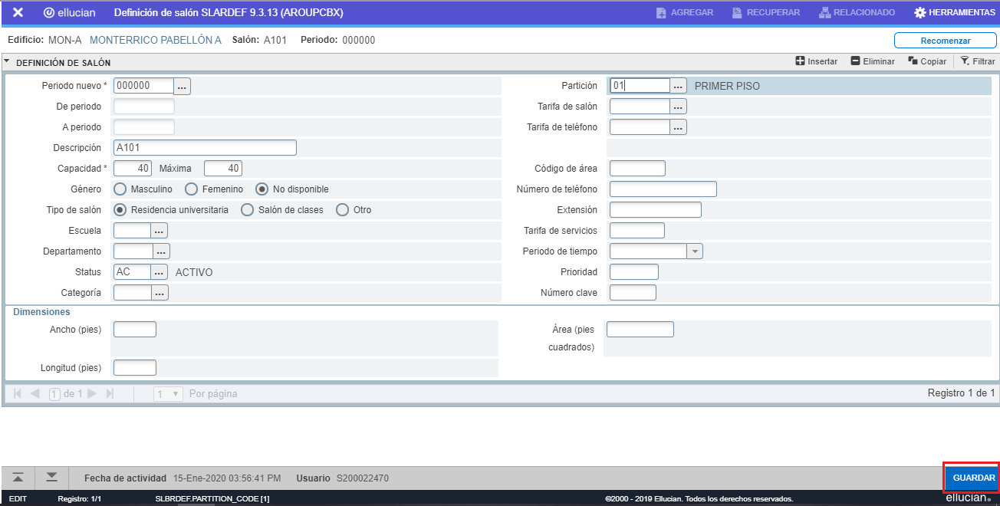 ✕ ellucian Definición de salón SLARDEF 9.3.13 (AROUPCBX) AGREGAR RECUPERAR RELACIONADO HERRAMIENTAS
Edificio: MON-A MONTERRICO PABELLÓN A Salón: A101 Periodo: 000000 Recomenzar
DEFINICIÓN DE SALÓN Insertar Eliminar Copiar Filtrar
Periodo nuevo * 000000 ... Partición 01 ... PRIMER PISO
De periodo Tarifa de salón ...
A periodo Tarifa de teléfono ...
Descripción A101
Capacidad * 40 Máxima 40 Código de área
Género Masculino Femenino No disponible Número de teléfono
Tipo de salón Residencia universitaria Salón de clases Otro Extensión
Escuela ... Tarifa de servicios
Departamento ... Periodo de tiempo
Status AC ... ACTIVO Prioridad
Categoría ... Número clave
Dimensiones
Ancho (pies) Área (pies
cuadrados)
Longitud (pies)
1 de 1 1 Por página Registro 1 de 1
Fecha de actividad 15-Ene-2020 03:56:41 PM Usuario S200022470 GUARDAR
EDIT Registro: 1/1 SLBRDEF.PARTITION_CODE [1] ©2000 - 2019 Ellucian. Todos los derechos reservados. ellucian®